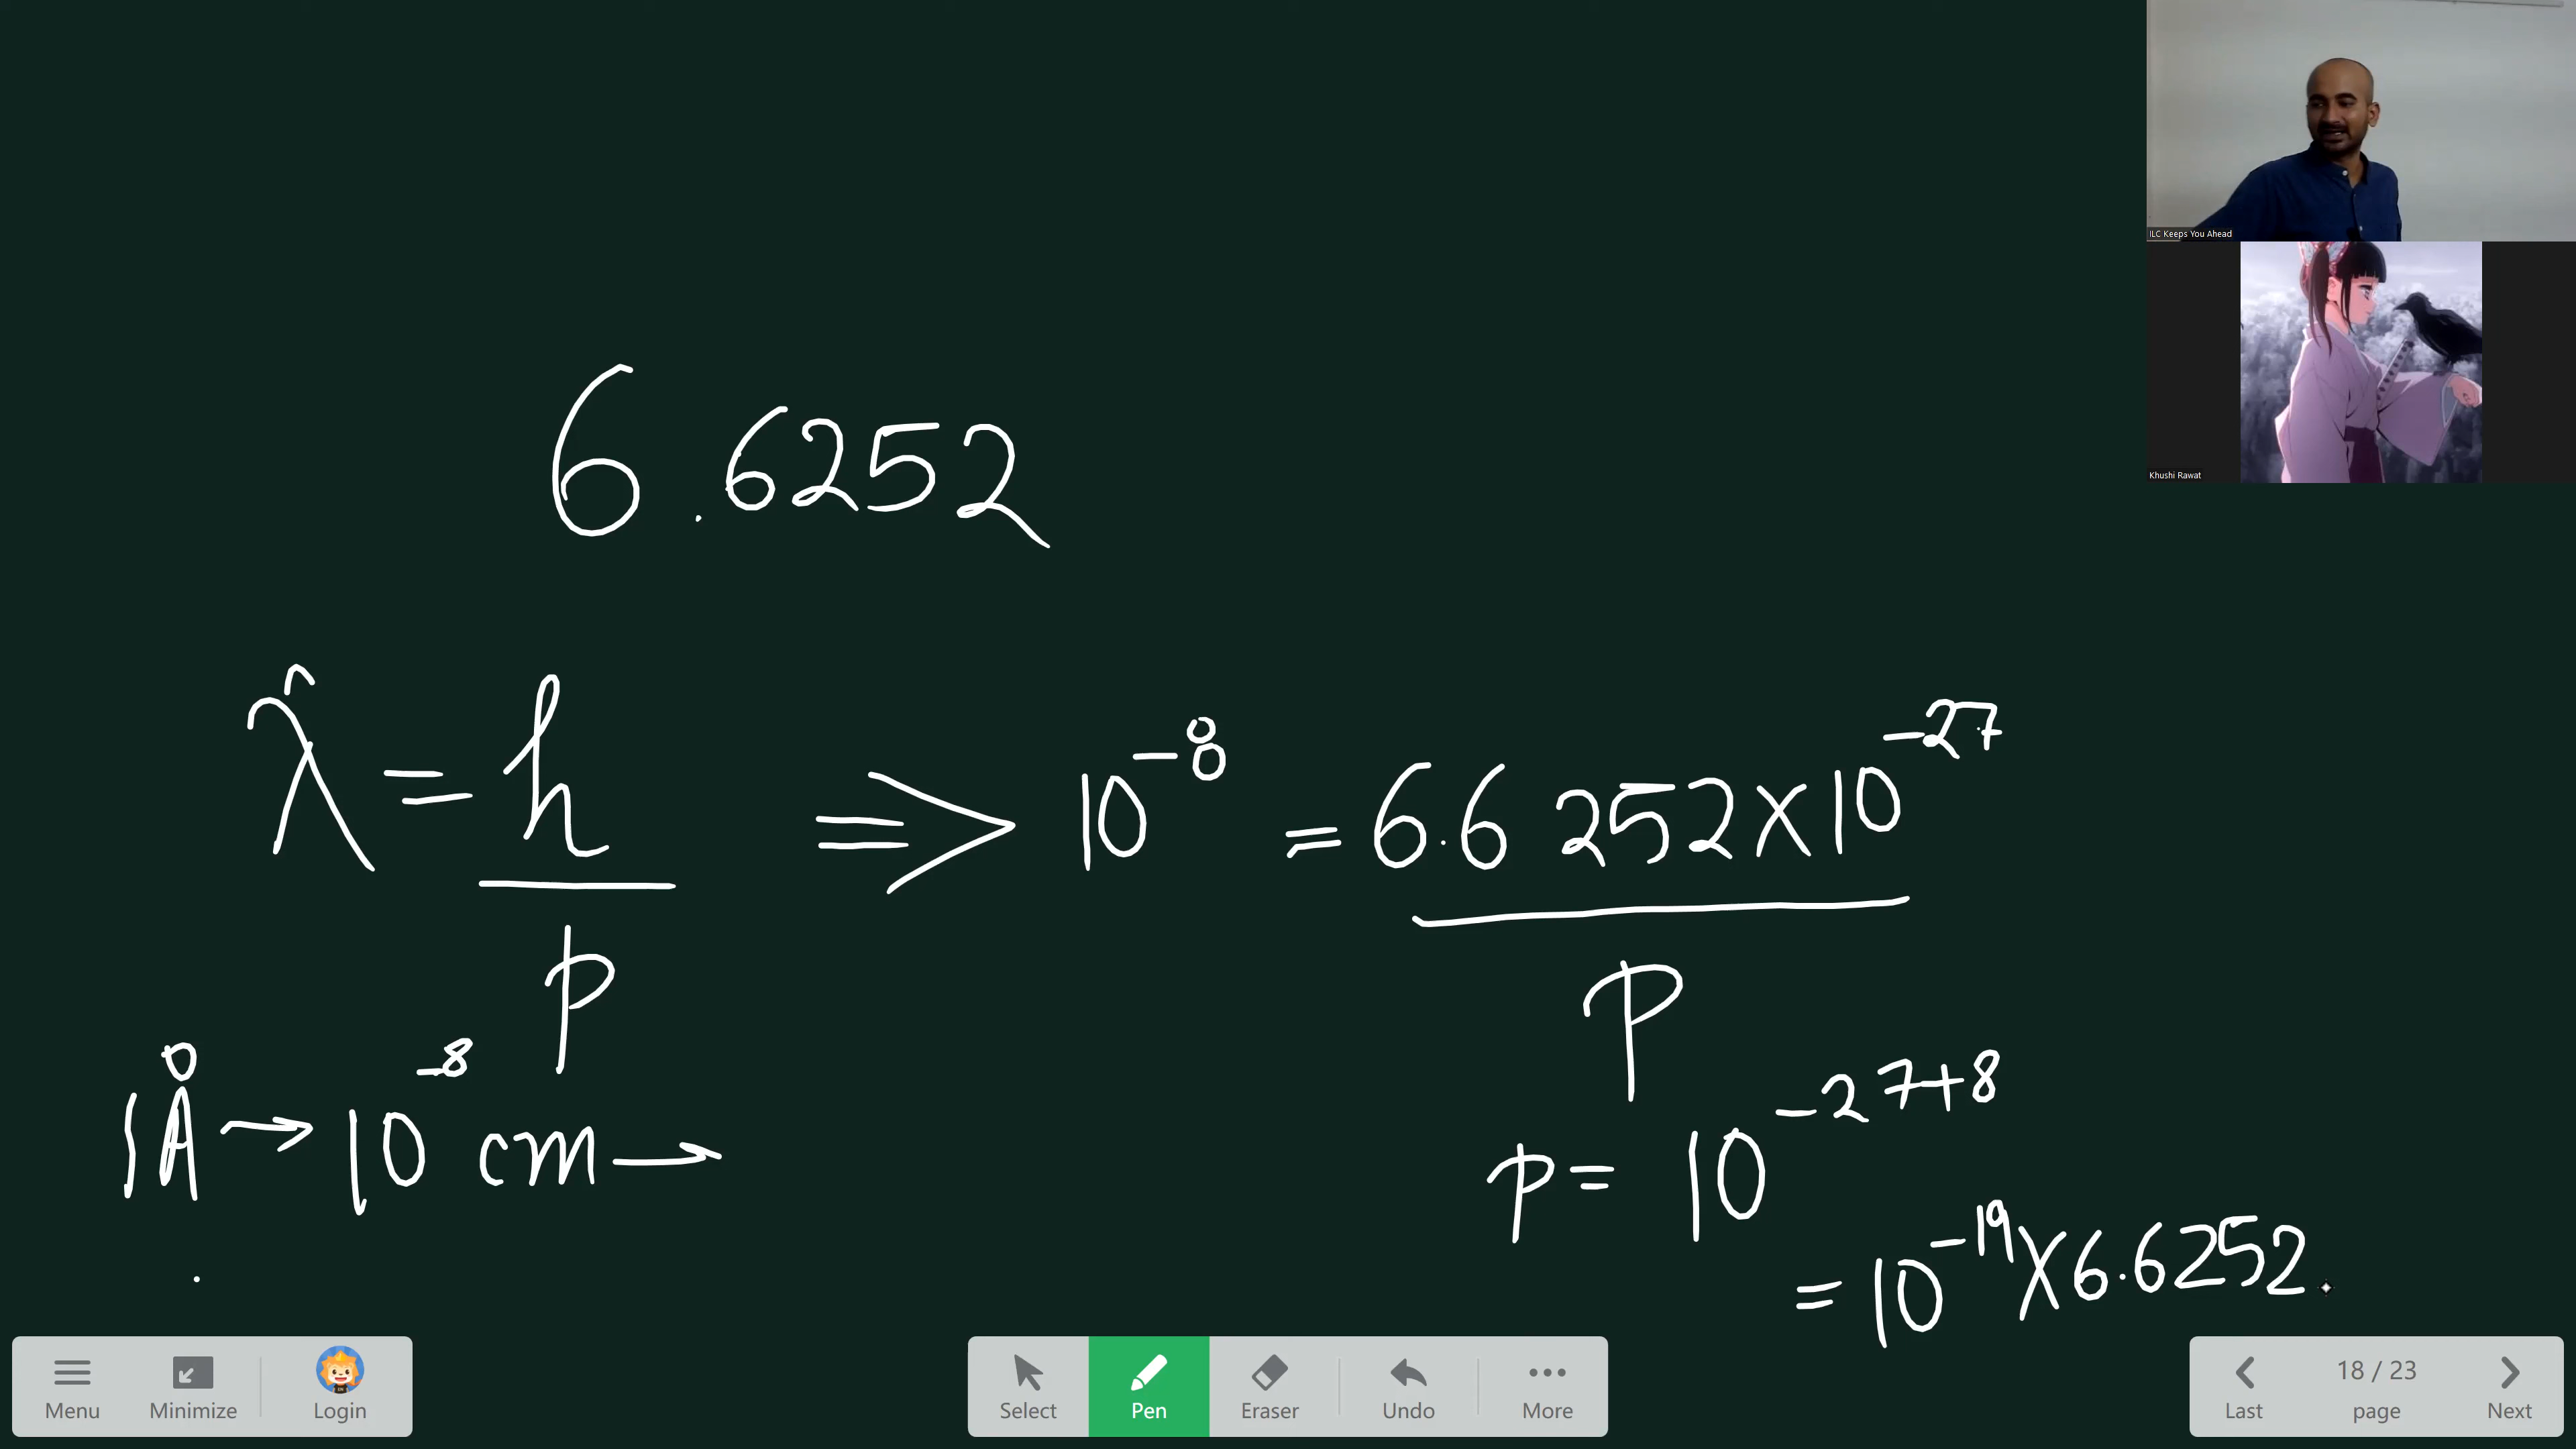 ILC Keeps You Ahead
Khushi Rawat
6.6252
λ = h / p => 10^-8 = 6.6252 x 10^-27 / p
1Å → 10^-8 cm →
p = 10^-27+8
= 10^-19 x 6.6252
Menu Minimize Login Select Pen Eraser Undo More Last 18 / 23 page Next